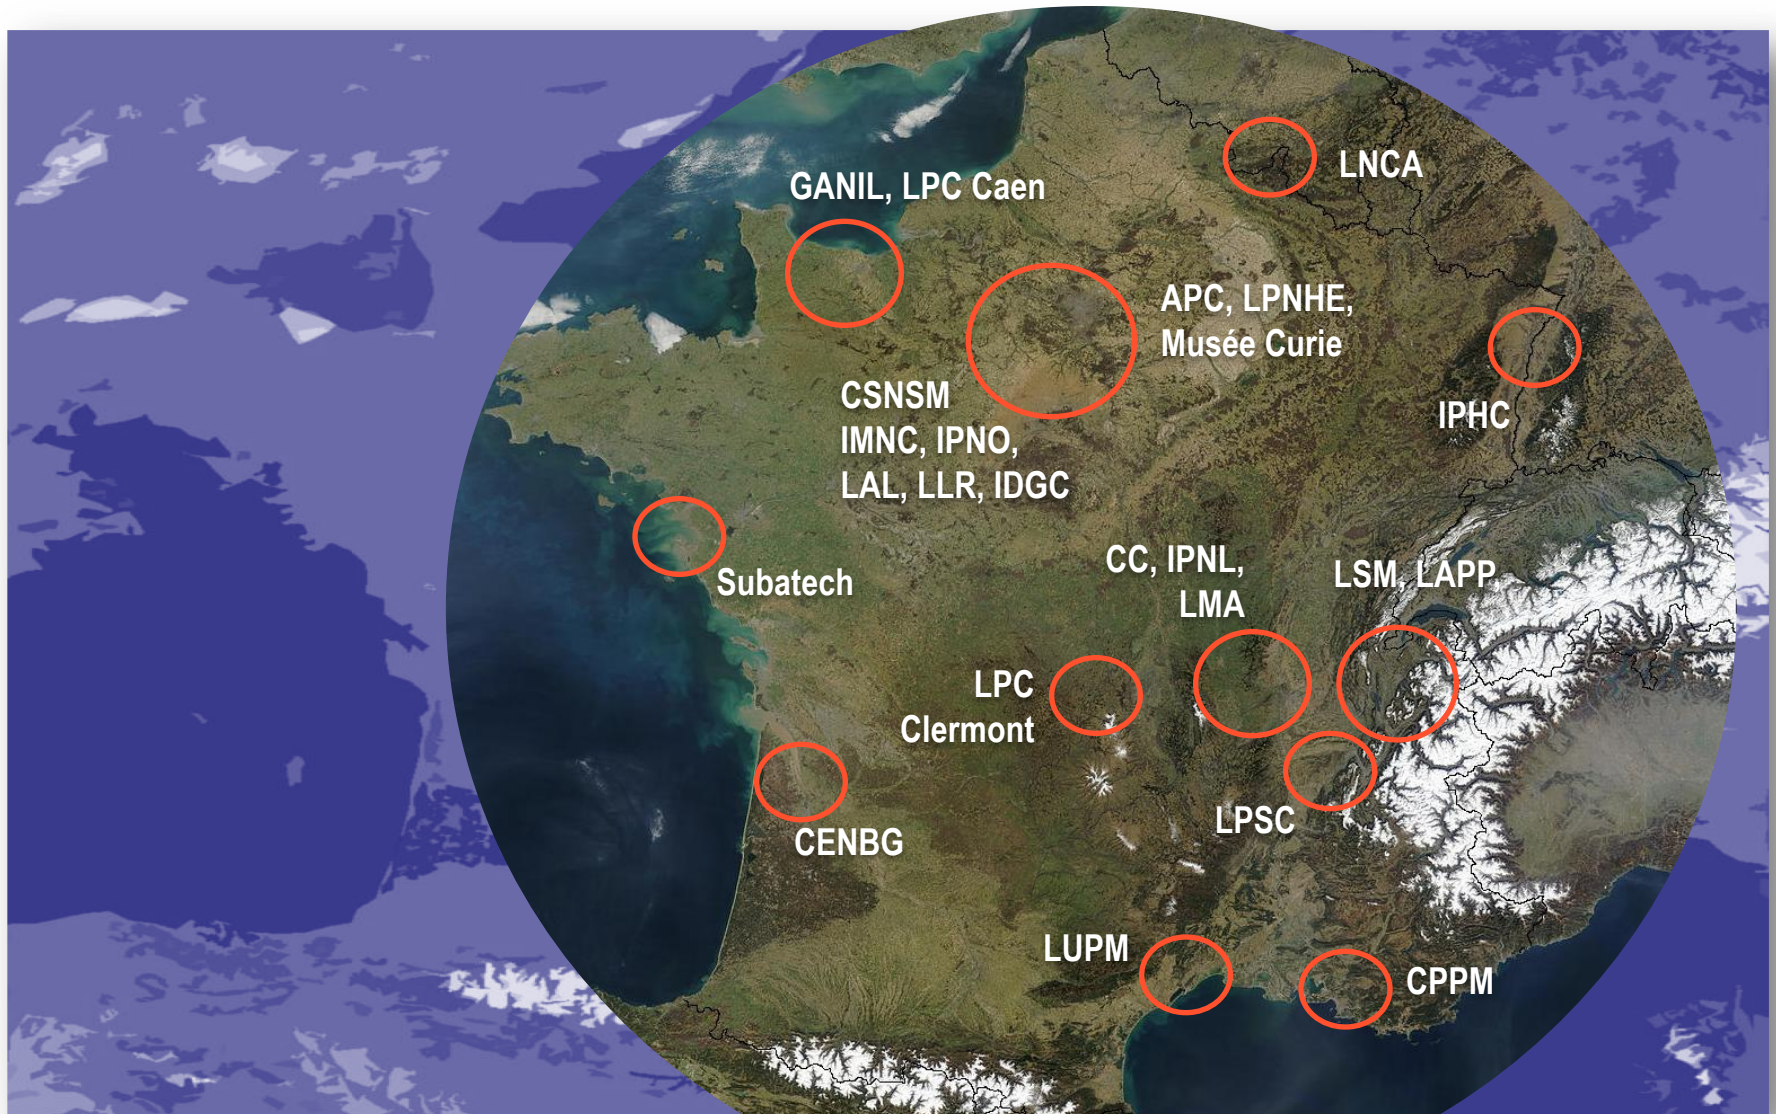 LNCA
GANIL, LPC Caen
APC, LPNHE,
Musée Curie
CSNSM
IMNC, IPNO,
LAL, LLR, IDGC
IPHC
Subatech
CC, IPNL,
LMA
LSM, LAPP
LPC
Clermont
LPSC
CENBG
LUPM
CPPM